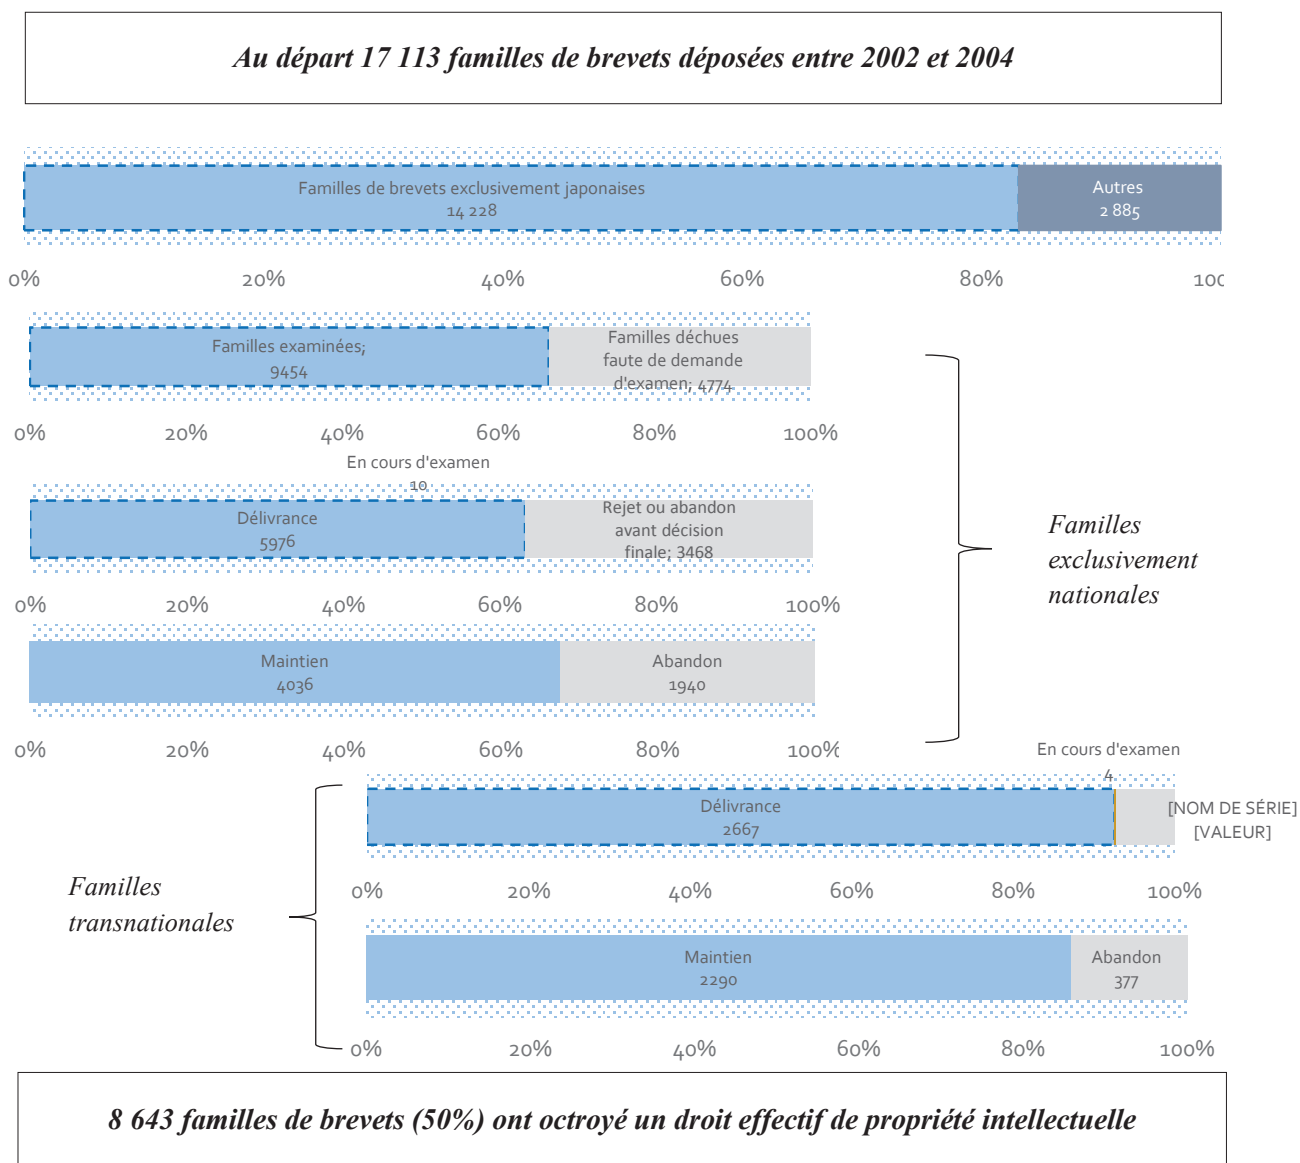 Au départ 17 113 familles de brevets déposées entre 2002 et 2004
Familles de brevets exclusivement japonaises
14 228
Autres
2 885
0% 20% 40% 60% 80% 100
Familles examinées;
9454
Familles déchues
faute de demande
d'examen; 4774
0% 20% 40% 60% 80% 100%
En cours d'examen
10
Délivrance
5976
Rejet ou abandon
avant décision
finale; 3468
0% 20% 40% 60% 80% 100%
Maintien
4036
Abandon
1940
0% 20% 40% 60% 80% 100%
Familles
exclusivement
nationales
En cours d'examen
4
Délivrance
2667
[NOM DE SÉRIE]
[VALEUR]
0% 20% 40% 60% 80% 100%
Familles
transnationales
Maintien
2290
Abandon
377
0% 20% 40% 60% 80% 100%
8 643 familles de brevets (50%) ont octroyé un droit effectif de propriété intellectuelle